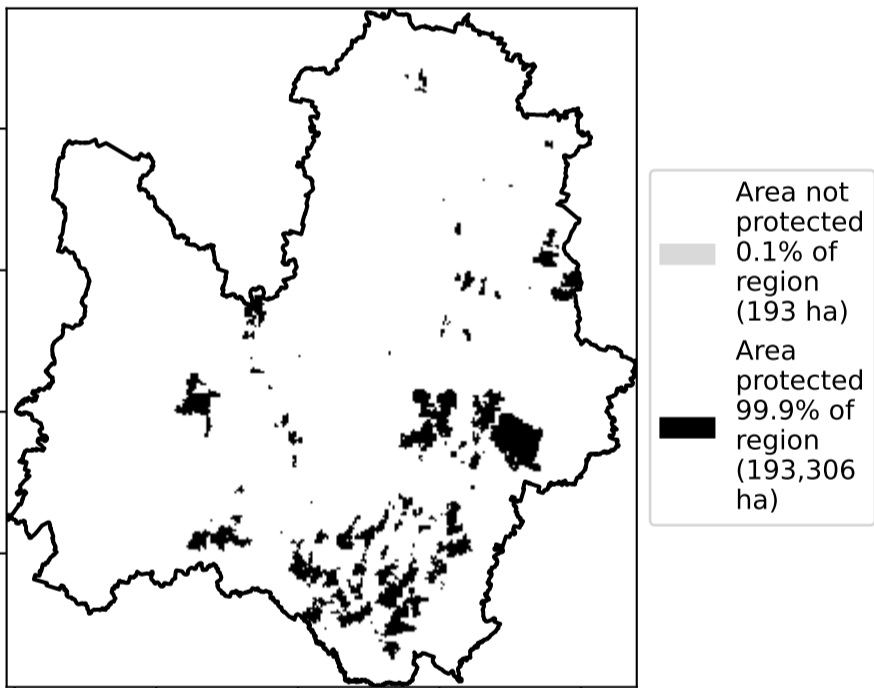 Area not
protected
0.1% of
region
(193 ha)
Area
protected
99.9% of
region
(193,306
ha)